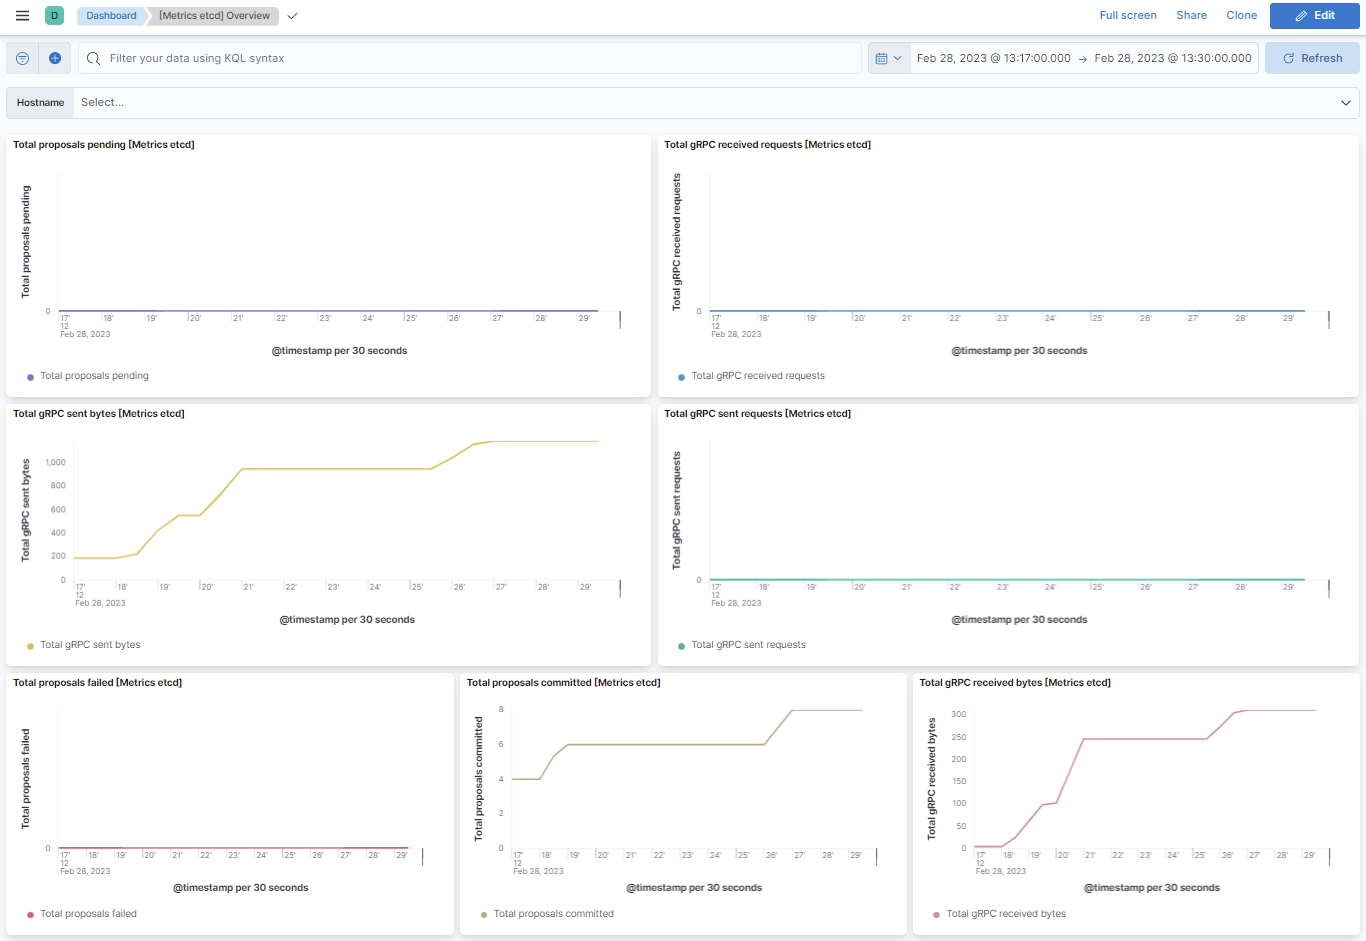 D Dashboard [Metrics etcd] Overview Full screen Share Clone Edit
Filter your data using KQL syntax Feb 28, 2023 @ 13:17:00.000 → Feb 28, 2023 @ 13:30:00.000 Refresh
Hostname Select...
Total proposals pending [Metrics etcd]
Total proposals pending
0
17' 18' 19' 20' 21' 22' 23' 24' 25' 26' 27' 28' 29'
12
Feb 28, 2023
@timestamp per 30 seconds
Total proposals pending
Total gRPC received requests [Metrics etcd]
Total gRPC received requests
0
17' 18' 19' 20' 21' 22' 23' 24' 25' 26' 27' 28' 29'
12
Feb 28, 2023
@timestamp per 30 seconds
Total gRPC received requests
Total gRPC sent bytes [Metrics etcd]
Total gRPC sent bytes
1,000
800
600
400
200
0
17' 18' 19' 20' 21' 22' 23' 24' 25' 26' 27' 28' 29'
12
Feb 28, 2023
@timestamp per 30 seconds
Total gRPC sent bytes
Total gRPC sent requests [Metrics etcd]
Total gRPC sent requests
0
17' 18' 19' 20' 21' 22' 23' 24' 25' 26' 27' 28' 29'
12
Feb 28, 2023
@timestamp per 30 seconds
Total gRPC sent requests
Total proposals failed [Metrics etcd]
Total proposals failed
0
17' 18' 19' 20' 21' 22' 23' 24' 25' 26' 27' 28' 29'
12
Feb 28, 2023
@timestamp per 30 seconds
Total proposals failed
Total proposals committed [Metrics etcd]
Total proposals committed
8
6
4
2
0
17' 18' 19' 20' 21' 22' 23' 24' 25' 26' 27' 28' 29'
12
Feb 28, 2023
@timestamp per 30 seconds
Total proposals committed
Total gRPC received bytes [Metrics etcd]
Total gRPC received bytes
300
250
200
150
100
50
0
17' 18' 19' 20' 21' 22' 23' 24' 25' 26' 27' 28' 29'
12
Feb 28, 2023
@timestamp per 30 seconds
Total gRPC received bytes